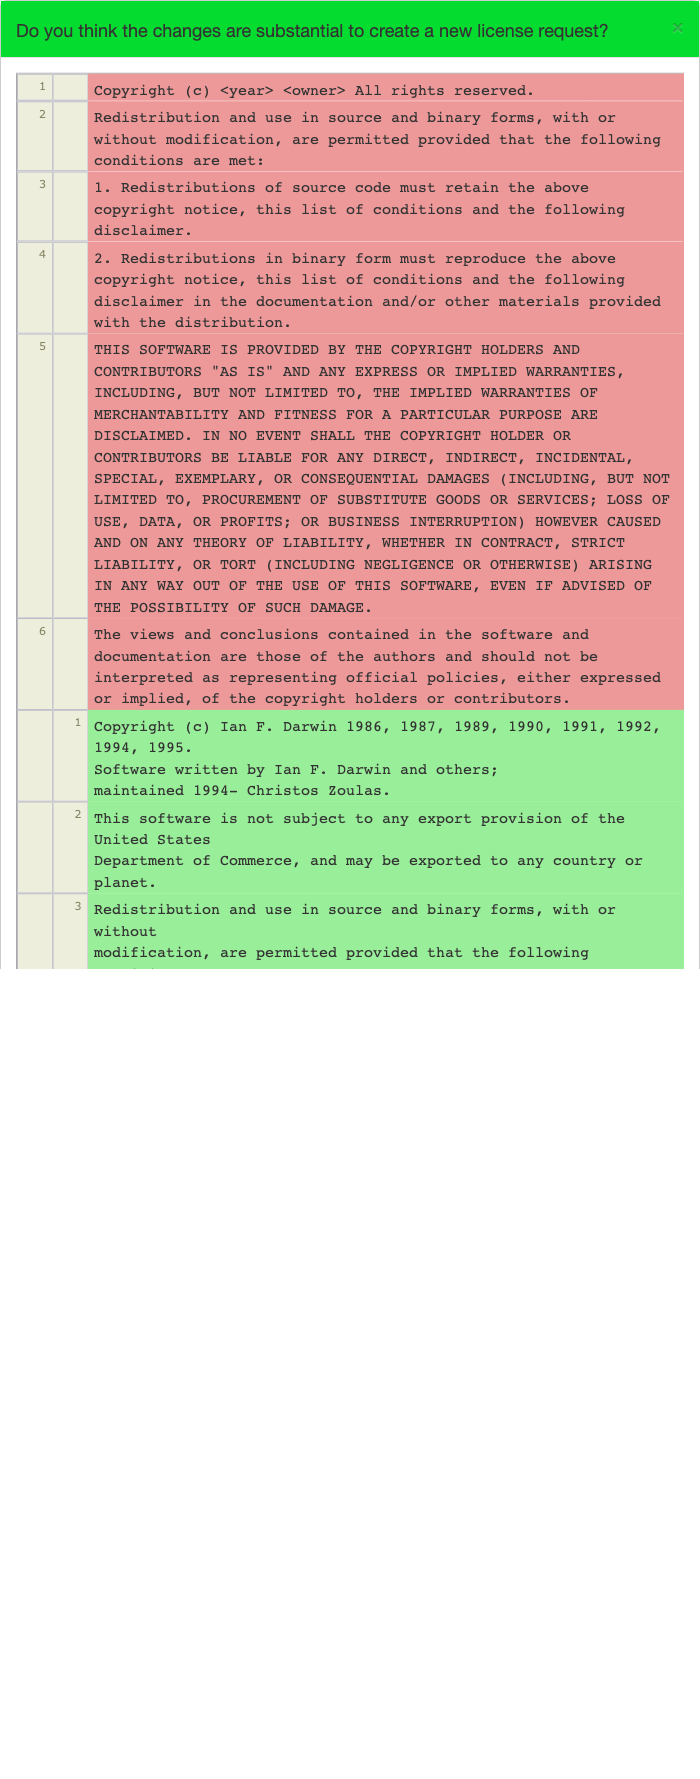 Do you think the changes are substantial to create a new license request?
×
1 Copyright (c) <year> <owner> All rights reserved.
2 Redistribution and use in source and binary forms, with or
without modification, are permitted provided that the following
conditions are met:
3 1. Redistributions of source code must retain the above
copyright notice, this list of conditions and the following
disclaimer.
4 2. Redistributions in binary form must reproduce the above
copyright notice, this list of conditions and the following
disclaimer in the documentation and/or other materials provided
with the distribution.
5 THIS SOFTWARE IS PROVIDED BY THE COPYRIGHT HOLDERS AND
CONTRIBUTORS "AS IS" AND ANY EXPRESS OR IMPLIED WARRANTIES,
INCLUDING, BUT NOT LIMITED TO, THE IMPLIED WARRANTIES OF
MERCHANTABILITY AND FITNESS FOR A PARTICULAR PURPOSE ARE
DISCLAIMED. IN NO EVENT SHALL THE COPYRIGHT HOLDER OR
CONTRIBUTORS BE LIABLE FOR ANY DIRECT, INDIRECT, INCIDENTAL,
SPECIAL, EXEMPLARY, OR CONSEQUENTIAL DAMAGES (INCLUDING, BUT NOT
LIMITED TO, PROCUREMENT OF SUBSTITUTE GOODS OR SERVICES; LOSS OF
USE, DATA, OR PROFITS; OR BUSINESS INTERRUPTION) HOWEVER CAUSED
AND ON ANY THEORY OF LIABILITY, WHETHER IN CONTRACT, STRICT
LIABILITY, OR TORT (INCLUDING NEGLIGENCE OR OTHERWISE) ARISING
IN ANY WAY OUT OF THE USE OF THIS SOFTWARE, EVEN IF ADVISED OF
THE POSSIBILITY OF SUCH DAMAGE.
6 The views and conclusions contained in the software and
documentation are those of the authors and should not be
interpreted as representing official policies, either expressed
or implied, of the copyright holders or contributors.
1 Copyright (c) Ian F. Darwin 1986, 1987, 1989, 1990, 1991, 1992,
1994, 1995.
Software written by Ian F. Darwin and others;
maintained 1994- Christos Zoulas.
2 This software is not subject to any export provision of the
United States
Department of Commerce, and may be exported to any country or
planet.
3 Redistribution and use in source and binary forms, with or
without
modification, are permitted provided that the following